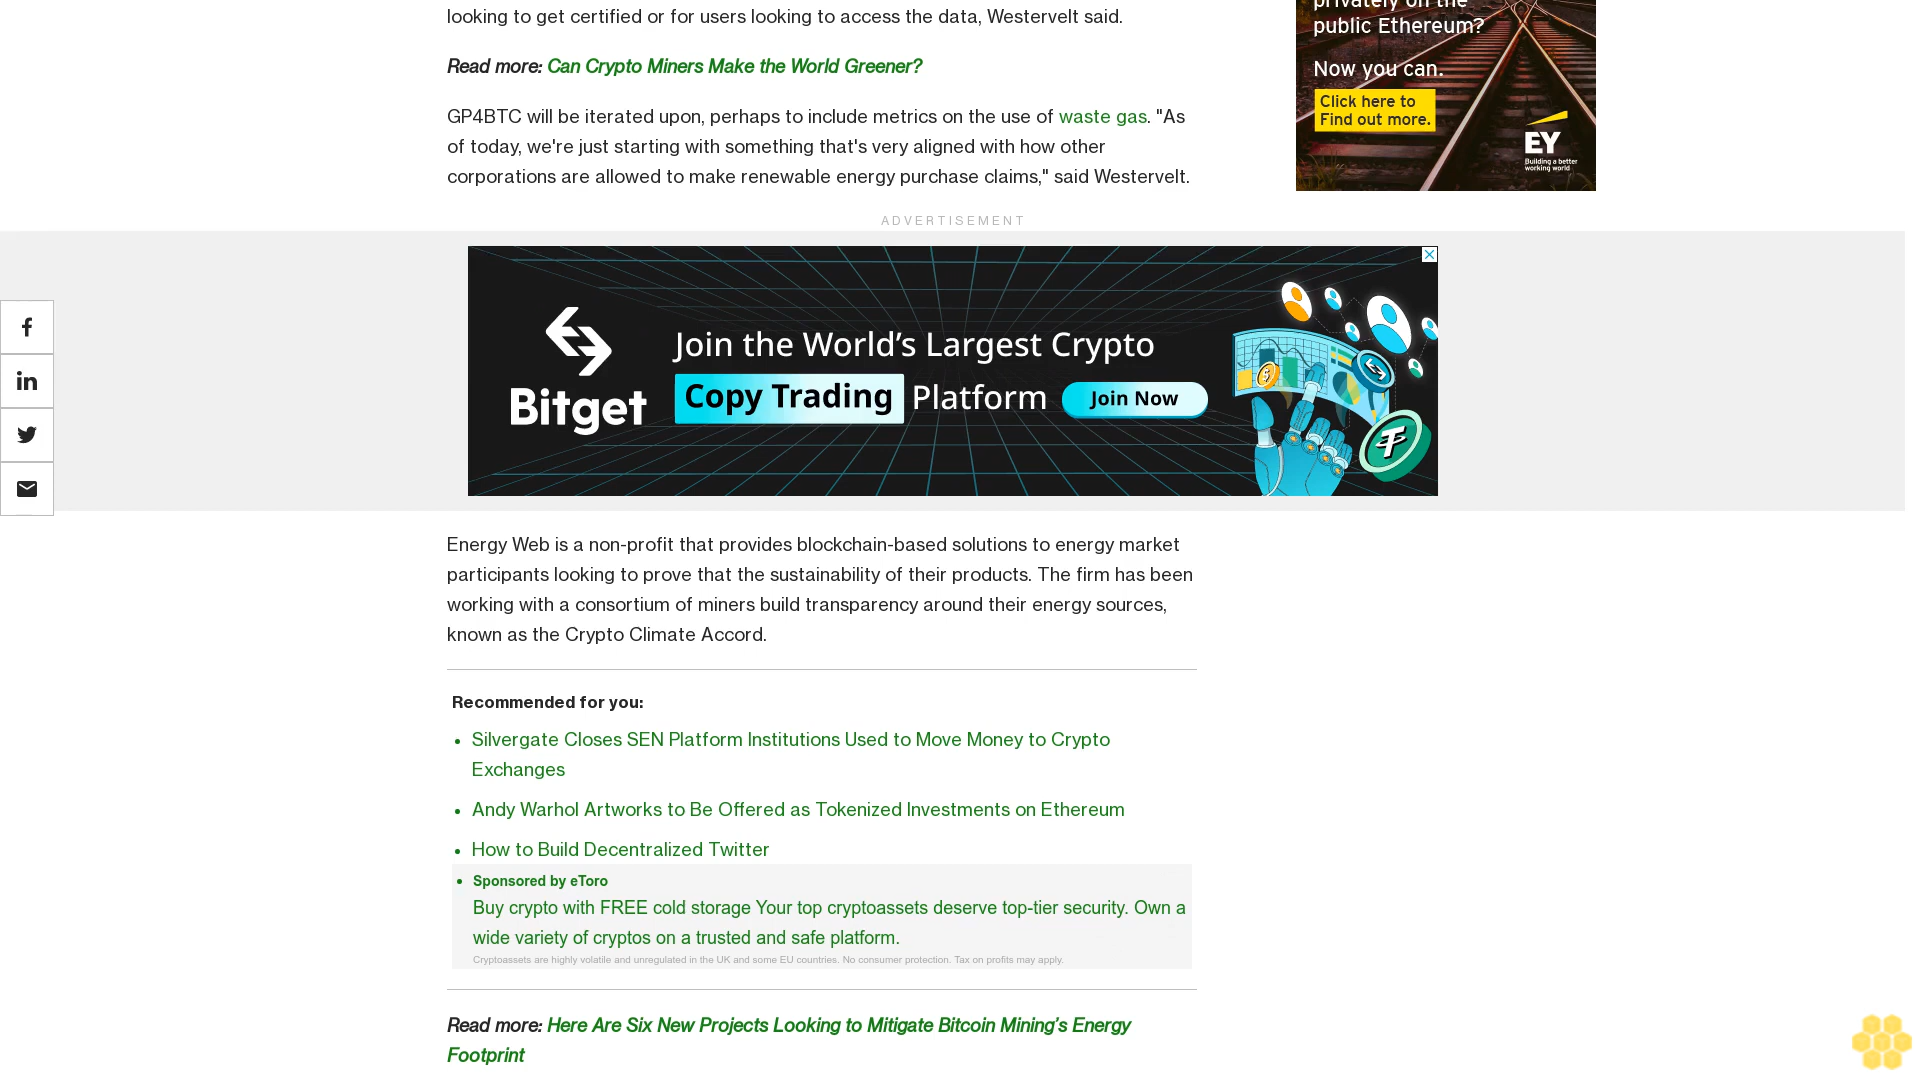 looking to get certified or for users looking to access the data, Westervelt said.
Read more: Can Crypto Miners Make the World Greener?
GP4BTC will be iterated upon, perhaps to include metrics on the use of waste gas. "As
of today, we're just starting with something that's very aligned with how other
corporations are allowed to make renewable energy purchase claims," said Westervelt.
privately on the
public Ethereum?
Now you can.
Click here to
Find out more.
EY
Building a better
working world
ADVERTISEMENT
Bitget
Join the World's Largest Crypto
Copy Trading Platform Join Now
Energy Web is a non-profit that provides blockchain-based solutions to energy market
participants looking to prove that the sustainability of their products. The firm has been
working with a consortium of miners build transparency around their energy sources,
known as the Crypto Climate Accord.
Recommended for you:
• Silvergate Closes SEN Platform Institutions Used to Move Money to Crypto
Exchanges
• Andy Warhol Artworks to Be Offered as Tokenized Investments on Ethereum
• How to Build Decentralized Twitter
• Sponsored by eToro
Buy crypto with FREE cold storage Your top cryptoassets deserve top-tier security. Own a
wide variety of cryptos on a trusted and safe platform.
Cryptoassets are highly volatile and unregulated in the UK and some EU countries. No consumer protection. Tax on profits may apply.
Read more: Here Are Six New Projects Looking to Mitigate Bitcoin Mining's Energy
Footprint